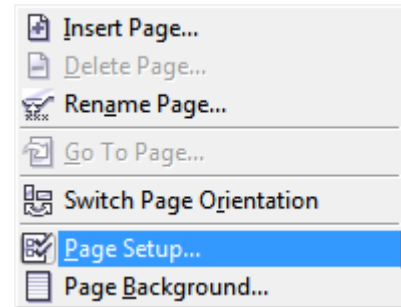 Insert Page...
Delete Page...
Rename Page...
Go To Page...
Switch Page Orientation
Page Setup...
Page Background...